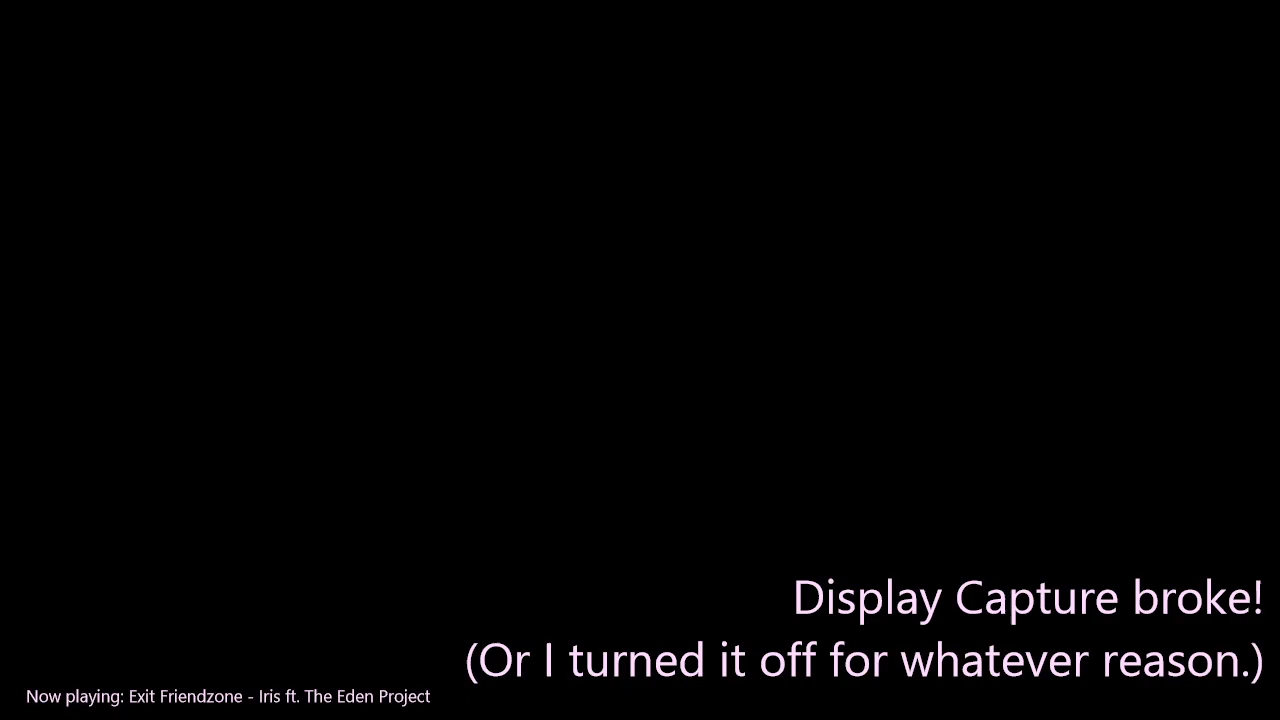 Display Capture broke!
(Or I turned it off for whatever reason.)
Now playing: Exit Friendzone - Iris ft. The Eden Project